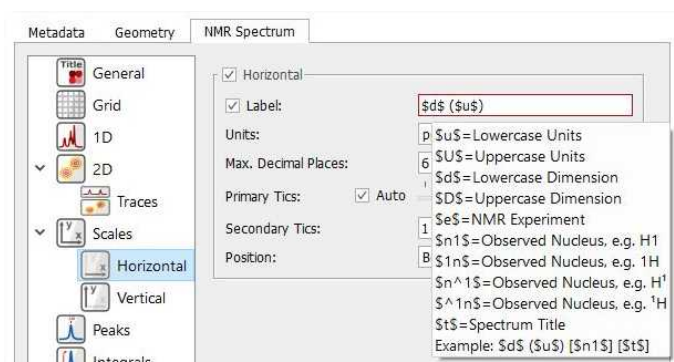 Metadata Geometry NMR Spectrum
Title
General
Grid
1D
2D
Traces
Scales
Horizontal
Vertical
Peaks
Integrals
Horizontal
Label: $d$ ($u$)
Units: p
Max. Decimal Places: 6
Primary Tics: Auto
Secondary Tics: 1
Position: B
$u$=Lowercase Units
$U$=Uppercase Units
$d$=Lowercase Dimension
$D$=Uppercase Dimension
$e$=NMR Experiment
$n1$=Observed Nucleus, e.g. H1
$1n$=Observed Nucleus, e.g. 1H
$n^1$=Observed Nucleus, e.g. H¹
$^1n$=Observed Nucleus, e.g. ¹H
$t$=Spectrum Title
Example: $d$ ($u$) [$n1$] [$t$]